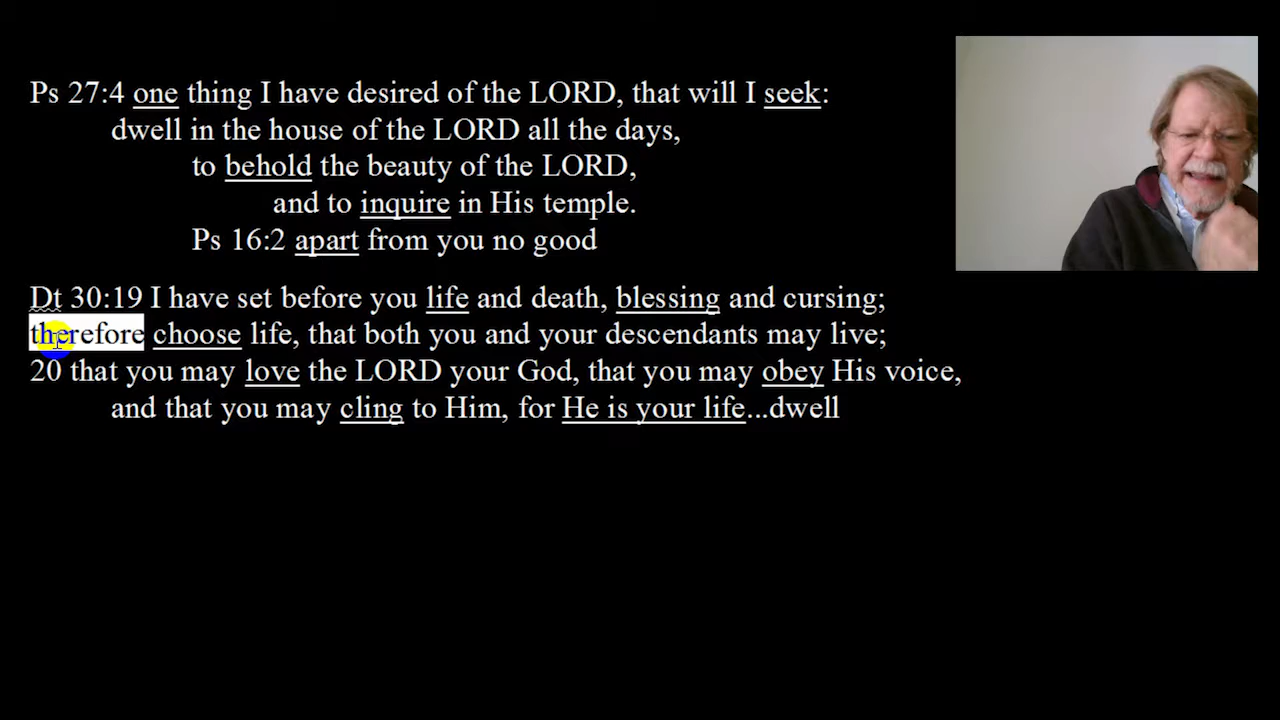 Ps 27:4 one thing I have desired of the LORD, that will I seek:
dwell in the house of the LORD all the days,
to behold the beauty of the LORD,
and to inquire in His temple.
Ps 16:2 apart from you no good
Dt 30:19 I have set before you life and death, blessing and cursing;
therefore choose life, that both you and your descendants may live;
20 that you may love the LORD your God, that you may obey His voice,
and that you may cling to Him, for He is your life...dwell